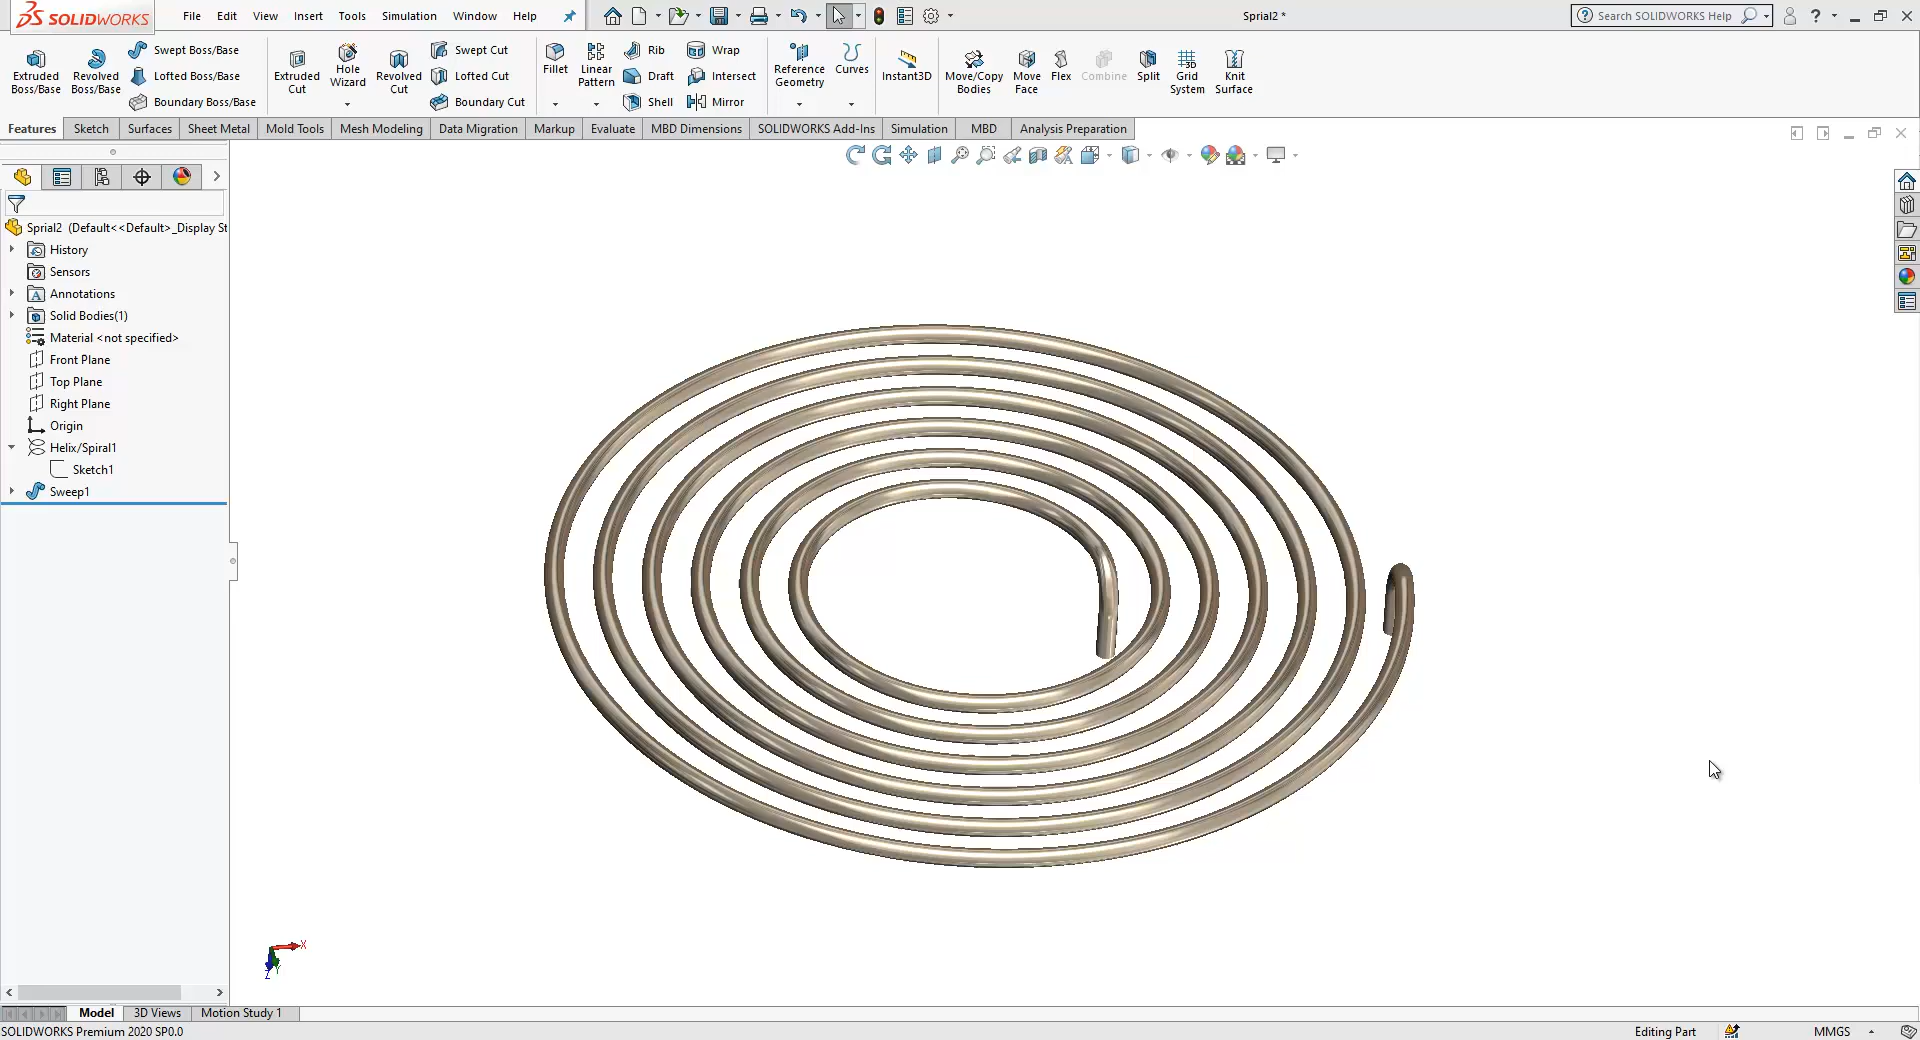 SOLIDWORKS
File Edit View Insert Tools Simulation Window Help
Sprial2 *
Search SOLIDWORKS Help
Extruded Boss/Base
Revolved Boss/Base
Swept Boss/Base
Lofted Boss/Base
Boundary Boss/Base
Extruded Cut
Hole Wizard
Revolved Cut
Swept Cut
Lofted Cut
Boundary Cut
Fillet
Linear Pattern
Rib
Draft
Shell
Wrap
Intersect
Mirror
Reference Geometry
Curves
Instant3D
Move/Copy Bodies
Move Face
Flex
Combine
Split
Grid System
Knit Surface
Features Sketch Surfaces Sheet Metal Mold Tools Mesh Modeling Data Migration Markup Evaluate MBD Dimensions SOLIDWORKS Add-Ins Simulation MBD Analysis Preparation
Sprial2 (Default<<Default>_Display St
History
Sensors
Annotations
Solid Bodies(1)
Material <not specified>
Front Plane
Top Plane
Right Plane
Origin
Helix/Spiral1
Sketch1
Sweep1
X
Y
Z
Model 3D Views Motion Study 1
SOLIDWORKS Premium 2020 SP0.0
Editing Part
MMGS